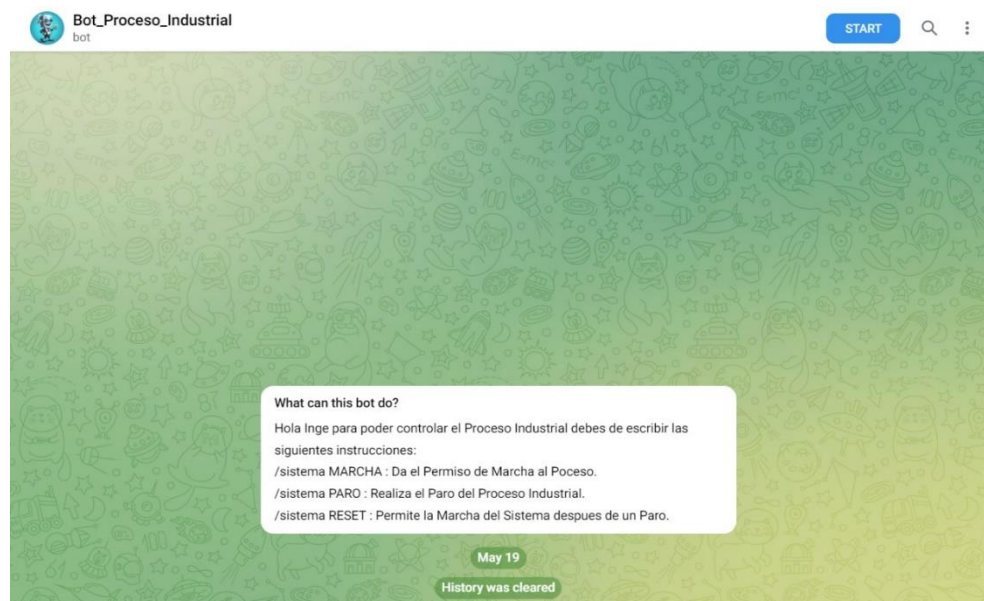 Bot_Proceso_Industrial
bot
START
What can this bot do?
Hola Inge para poder controlar el Proceso Industrial debes de escribir las
siguientes instrucciones:
/sistema MARCHA : Da el Permiso de Marcha al Poceso.
/sistema PARO : Realiza el Paro del Proceso Industrial.
/sistema RESET : Permite la Marcha del Sistema despues de un Paro.
May 19
History was cleared